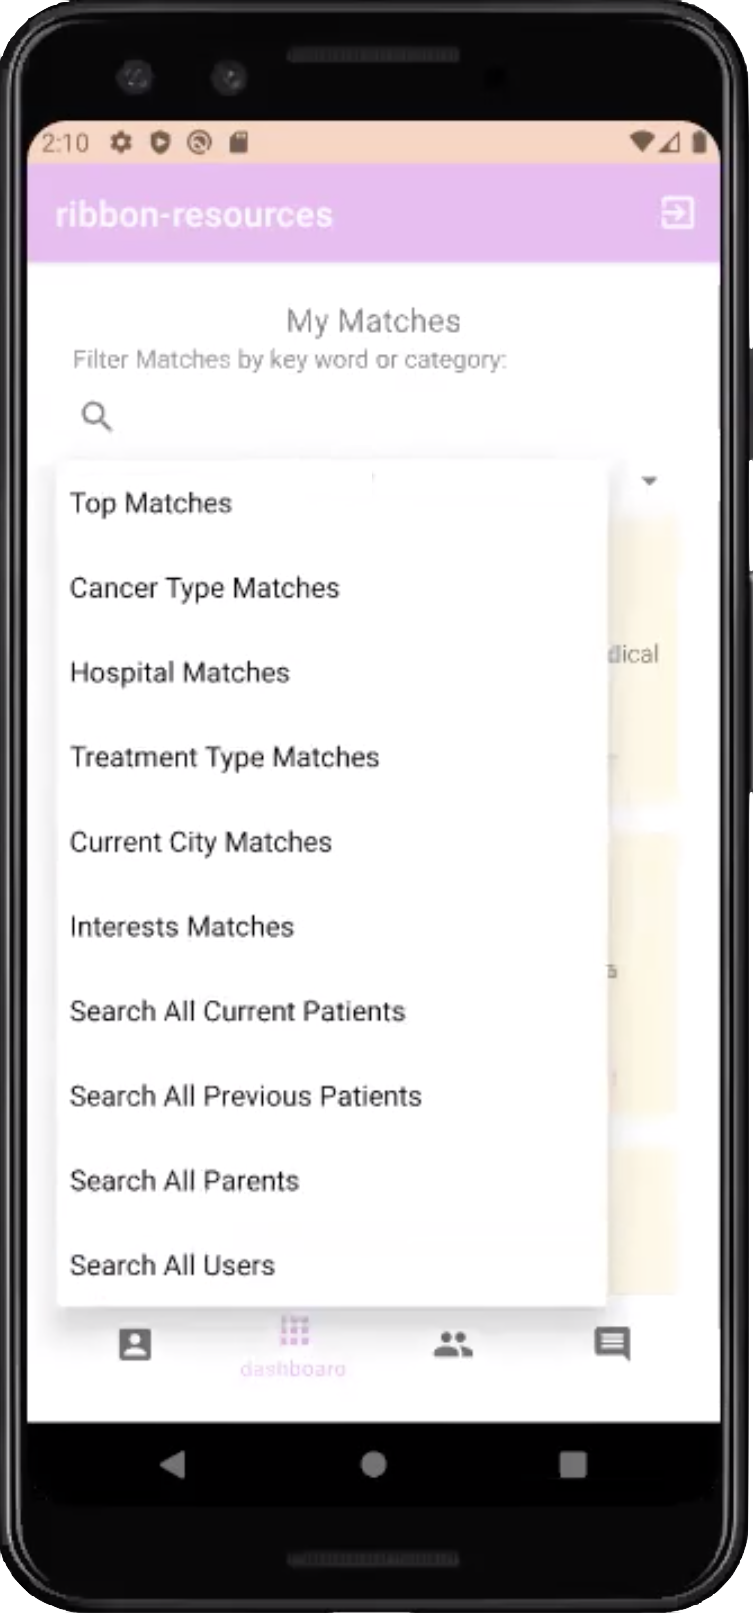 2:10
ribbon-resources
My Matches
Filter Matches by key word or category:
Top Matches
Cancer Type Matches
Hospital Matches
dical
Treatment Type Matches
Current City Matches
Interests Matches
Search All Current Patients
Search All Previous Patients
Search All Parents
Search All Users
dashboard